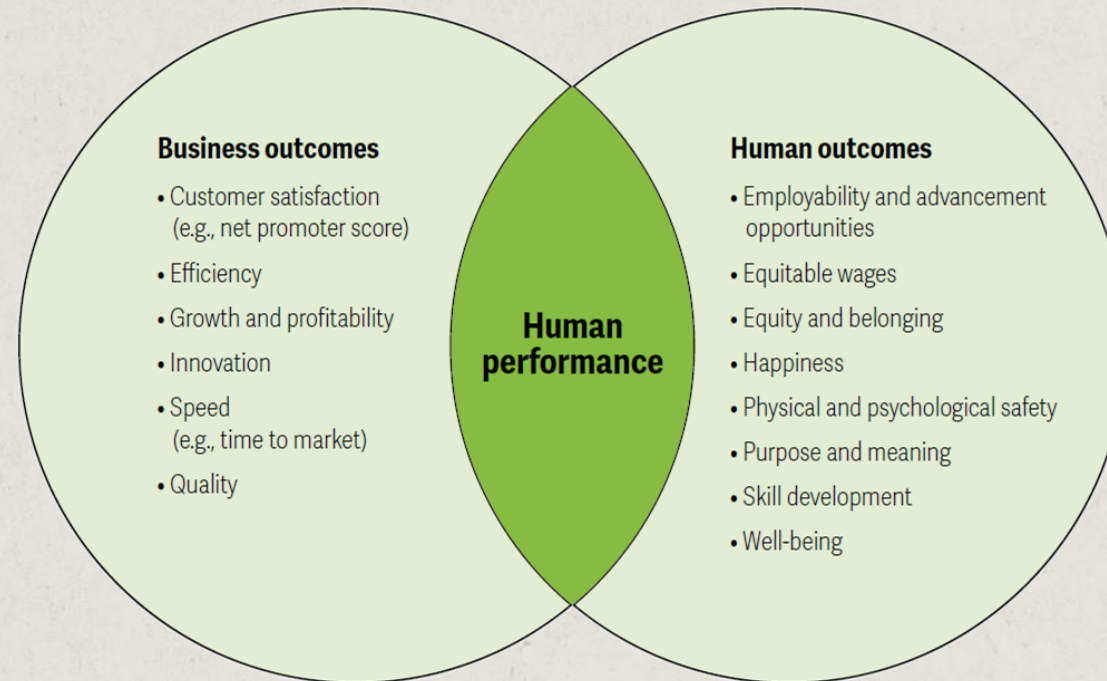 Business outcomes
• Customer satisfaction
(e.g., net promoter score)
• Efficiency
• Growth and profitability
• Innovation
• Speed
(e.g., time to market)
• Quality
Human
performance
Human outcomes
• Employability and advancement
opportunities
• Equitable wages
• Equity and belonging
• Happiness
• Physical and psychological safety
• Purpose and meaning
• Skill development
• Well-being